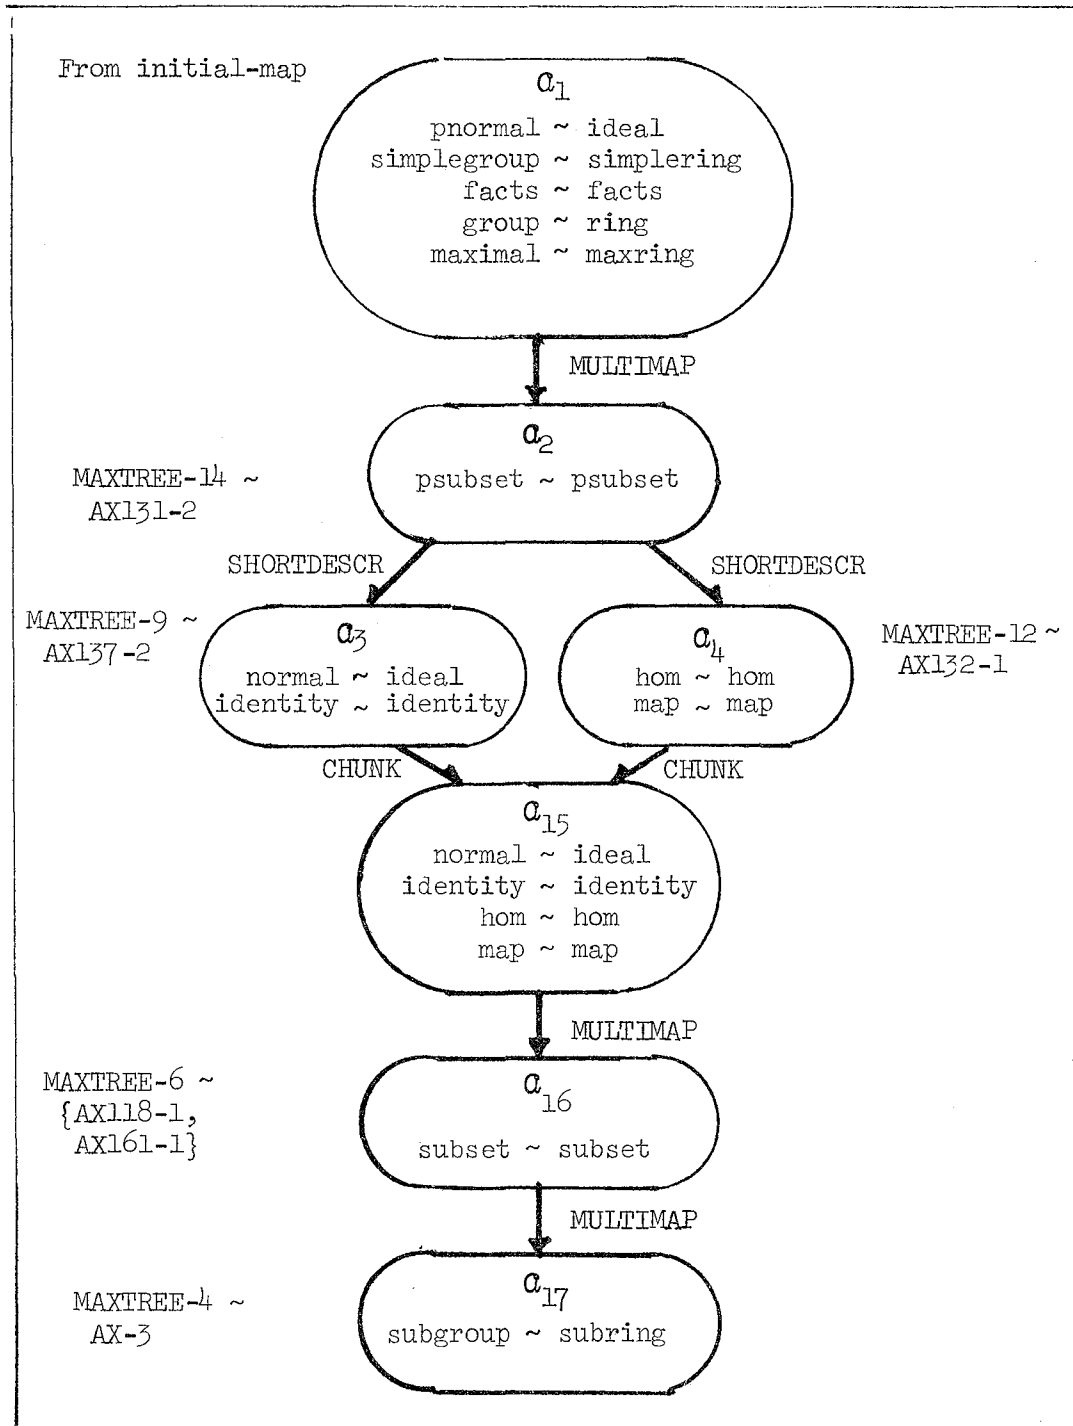 From initial-map
a1
pnormal ~ ideal
simplegroup ~ simplering
facts ~ facts
group ~ ring
maximal ~ maxring
MULTIMAP
a2
psubset ~ psubset
MAXTREE-14 ~
AX131-2
SHORTDESCR
SHORTDESCR
MAXTREE-9 ~
AX137-2
a3
normal ~ ideal
identity ~ identity
a4
hom ~ hom
map ~ map
MAXTREE-12 ~
AX132-1
CHUNK
CHUNK
a15
normal ~ ideal
identity ~ identity
hom ~ hom
map ~ map
MULTIMAP
MAXTREE-6 ~
{AX118-1,
AX161-1}
a16
subset ~ subset
MULTIMAP
MAXTREE-4 ~
AX-3
a17
subgroup ~ subring